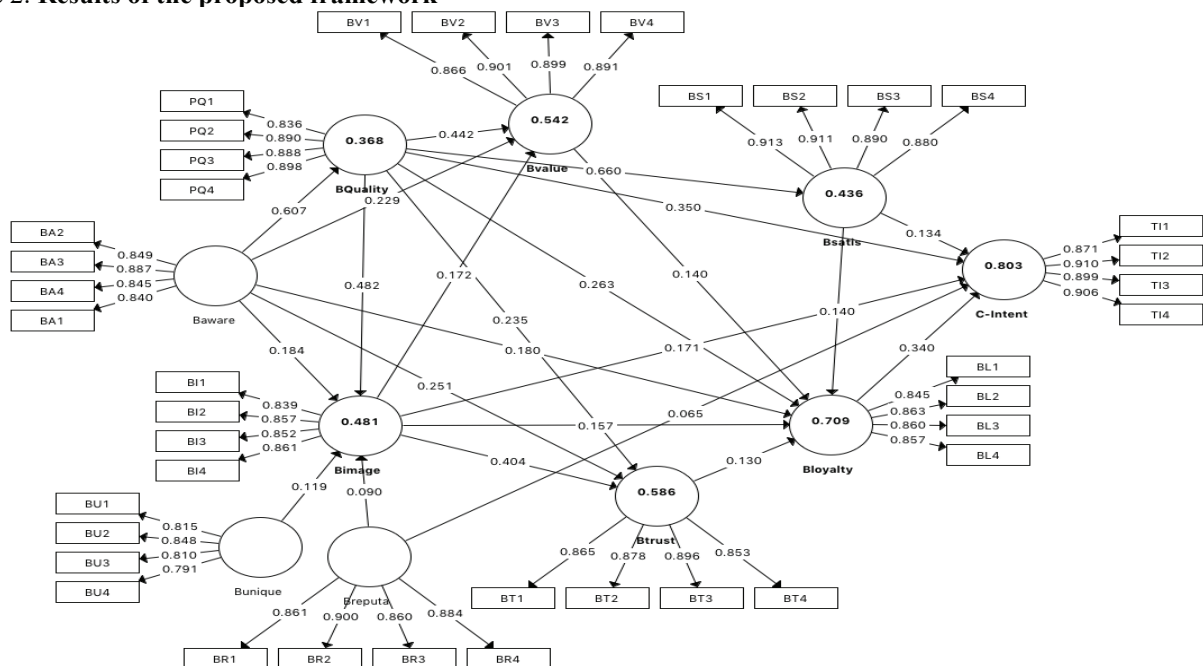 2. Results of the proposed framework
BV1 BV2 BV3 BV4
0.866 0.901 0.899 0.891
0.542
Bvalue
BS1 BS2 BS3 BS4
0.913 0.911 0.890 0.880
0.436
Bsatis
PQ1
PQ2
PQ3
PQ4
0.836
0.890
0.888
0.898
0.368
BQuality
0.442
0.660
0.350
0.229
0.607
0.134
BA2
BA3
BA4
BA1
0.849
0.887
0.845
0.840
Baware
0.482
0.172
0.235
0.263
0.140
0.140
0.803
C-Intent
0.871
0.910
0.899
0.906
TI1
TI2
TI3
TI4
0.184
0.251
0.180
0.171
0.065
0.340
BI1
BI2
BI3
BI4
0.839
0.857
0.852
0.861
0.481
Bimage
0.157
0.404
0.130
0.709
Bloyalty
0.845
0.863
0.860
0.857
BL1
BL2
BL3
BL4
0.119
0.090
0.586
Btrust
0.865 0.878 0.896 0.853
BT1 BT2 BT3 BT4
BU1
BU2
BU3
BU4
0.815
0.848
0.810
0.791
Bunique
Breputa
0.861 0.900 0.860 0.884
BR1 BR2 BR3 BR4